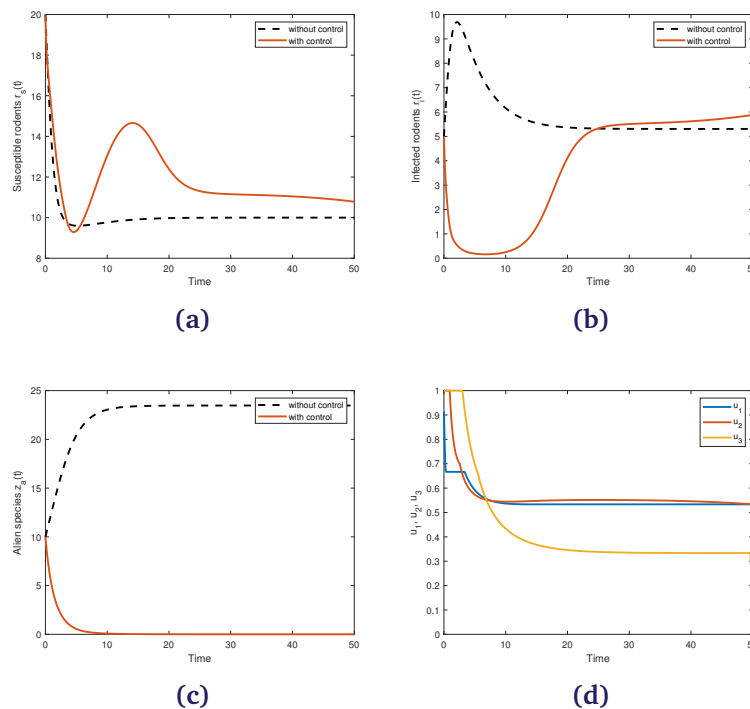 20
18
16
14
12
10
8
0 10 20 30 40 50
Susceptible rodents r_s(t)
Time
without control
with control
(a)
10
9
8
7
6
5
4
3
2
1
0
0 10 20 30 40 50
Infected rodents r_i(t)
Time
without control
with control
(b)
25
20
15
10
5
0
0 10 20 30 40 50
Alien species z_a(t)
Time
without control
with control
(c)
1
0.9
0.8
0.7
0.6
0.5
0.4
0.3
0.2
0.1
0
0 10 20 30 40 50
u_1, u_2, u_3
Time
u_1
u_2
u_3
(d)